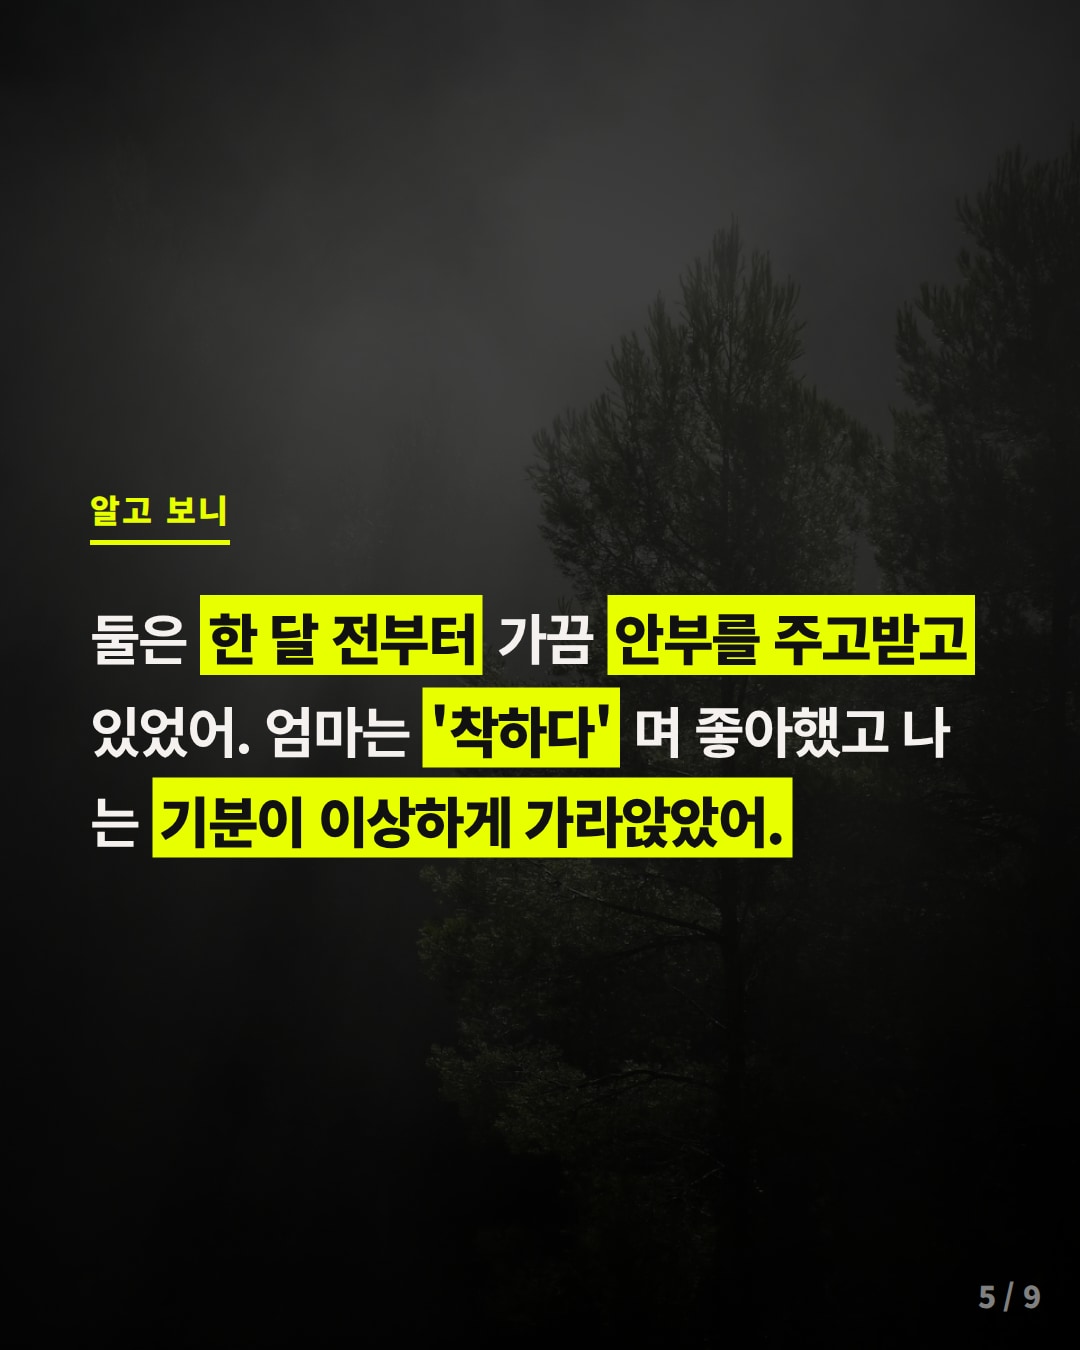 알고 보니
둘은 한 달 전부터 가끔 안부를 주고받고
있었어. 엄마는 '착하다' 며 좋아했고 나
는 기분이 이상하게 가라앉았어.
5 / 9